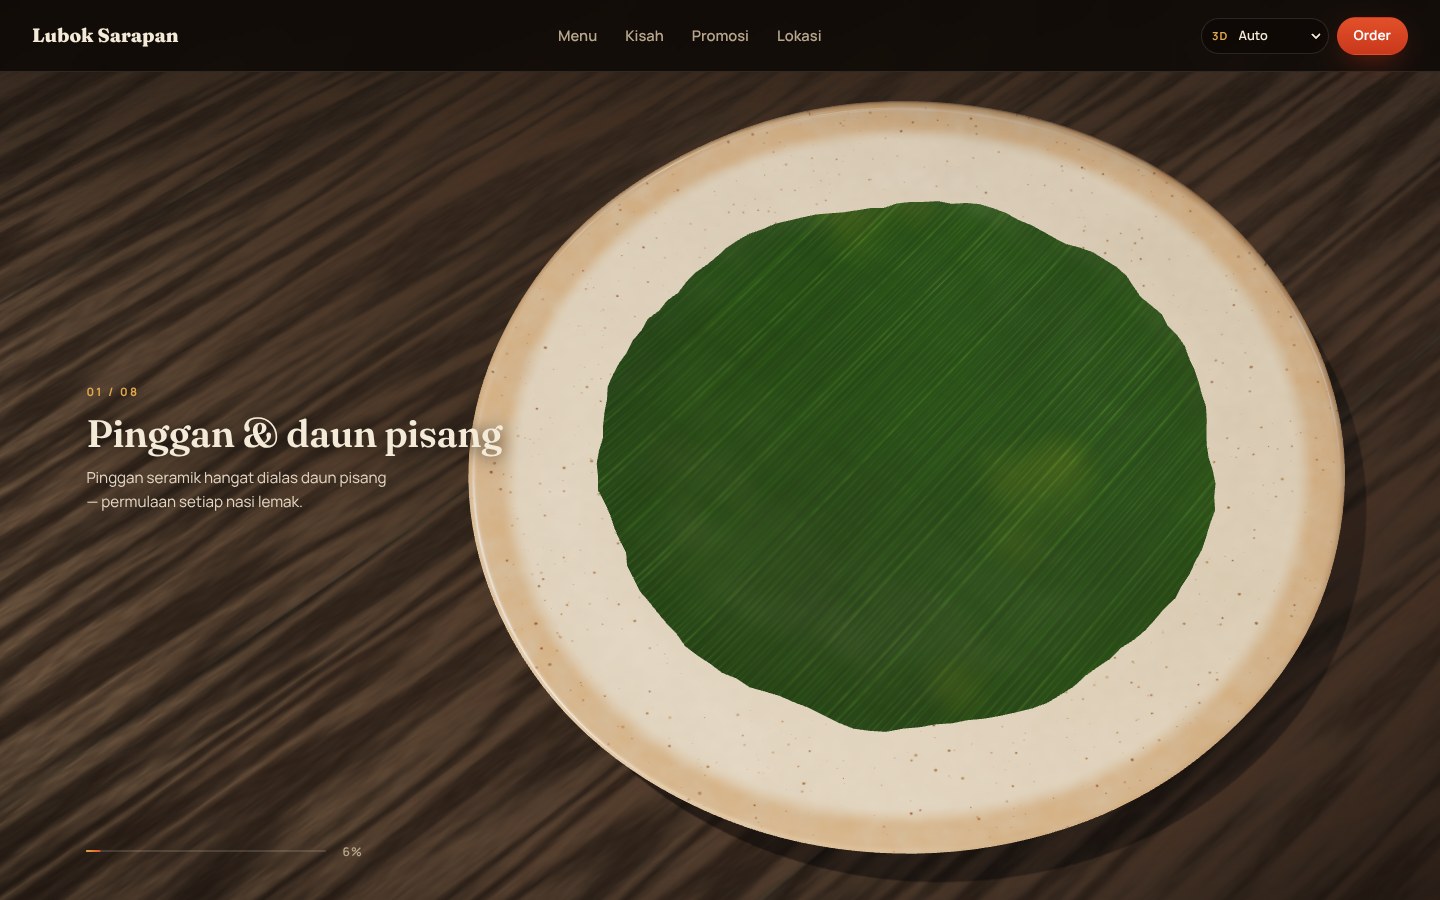 Lubok Sarapan
Menu Kisah Promosi Lokasi
3D Auto
Order
01 / 08
Pinggan & daun pisang
Pinggan seramik hangat dialas daun pisang
— permulaan setiap nasi lemak.
6%